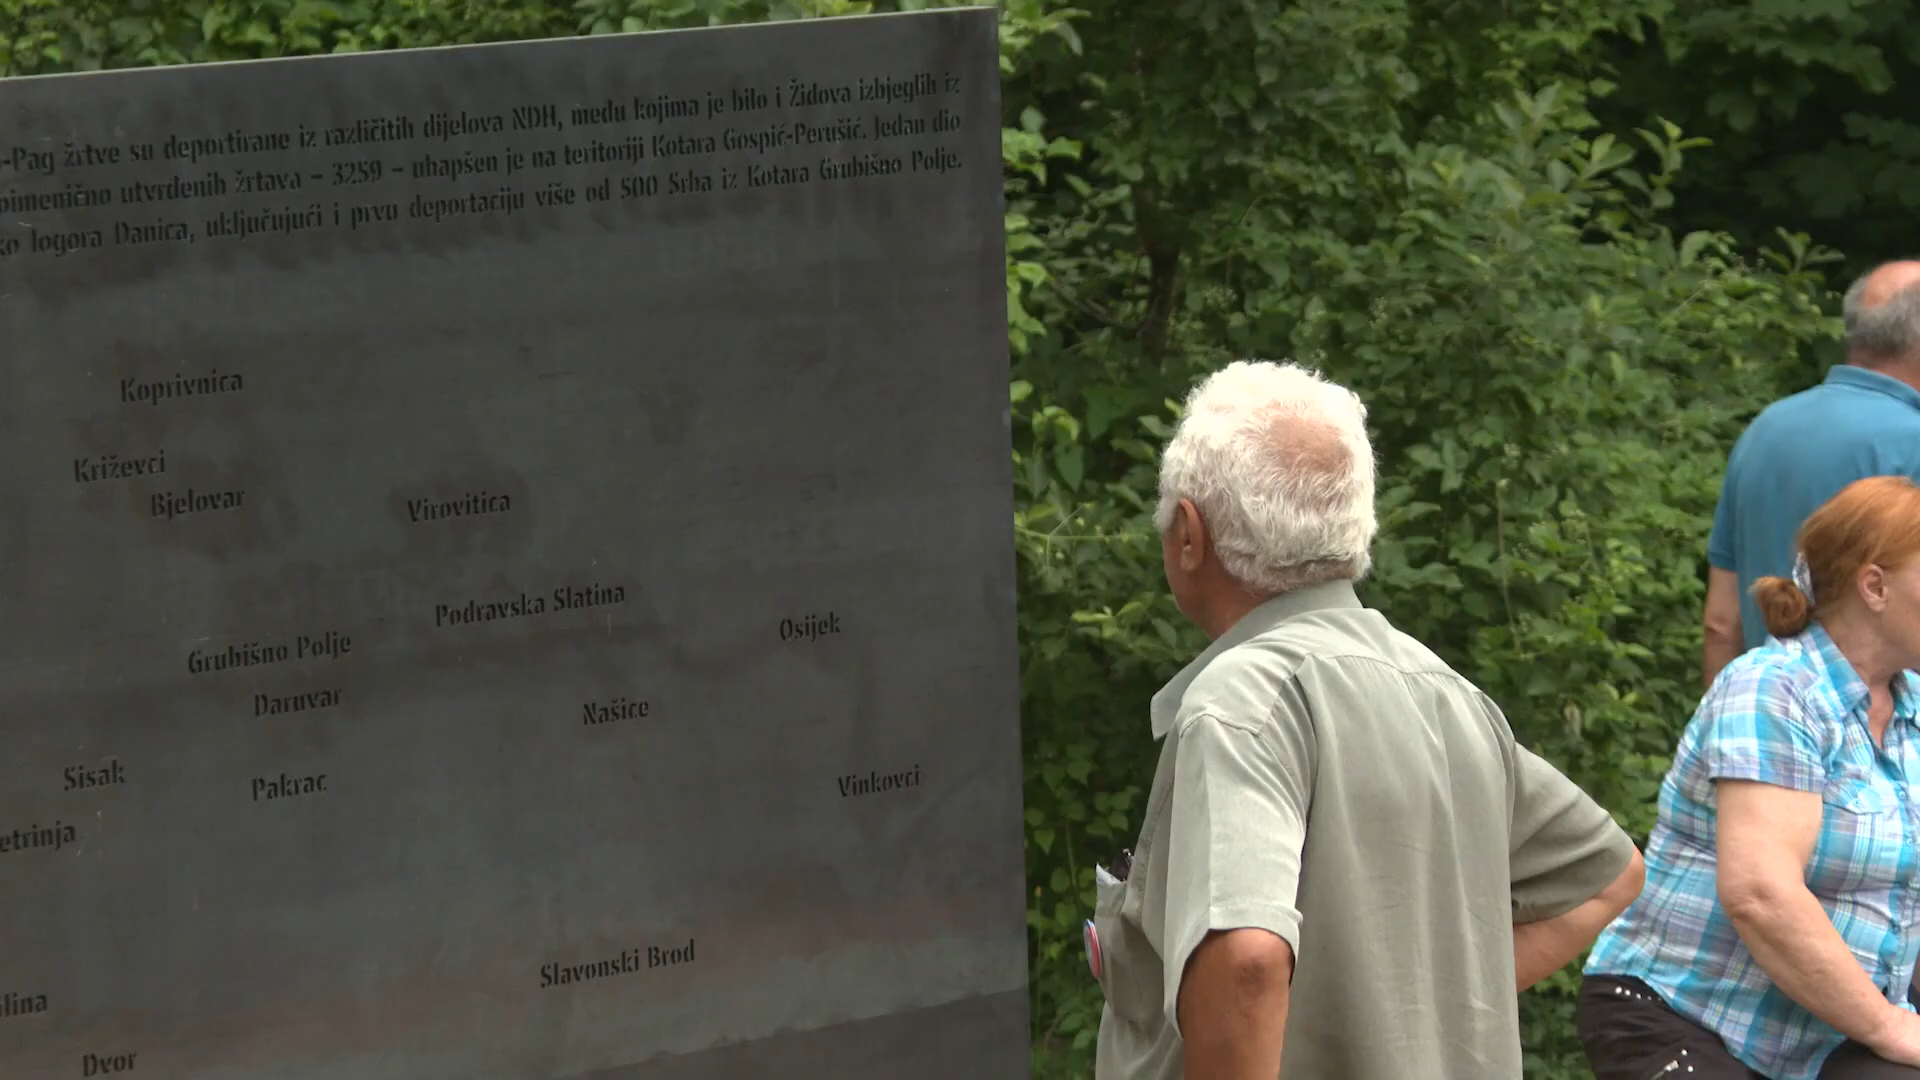 -Pag žrtve su deportirane iz različitih dijelova NDH, među kojima je bilo i Židova izbjeglih iz
pimenično utvrđenih žrtava – 3259 – uhapšen je na teritoriji Kotara Gospić-Perušić. Jedan dio
ko logora Danica, uključujući i prvu deportaciju više od 500 Srba iz Kotara Grubišno Polje.
Koprivnica
Križevci
Bjelovar
Virovitica
Podravska Slatina
Osijek
Grubišno Polje
Daruvar
Našice
Sisak
Pakrac
Vinkovci
etrinja
Slavonski Brod
lina
Dvor